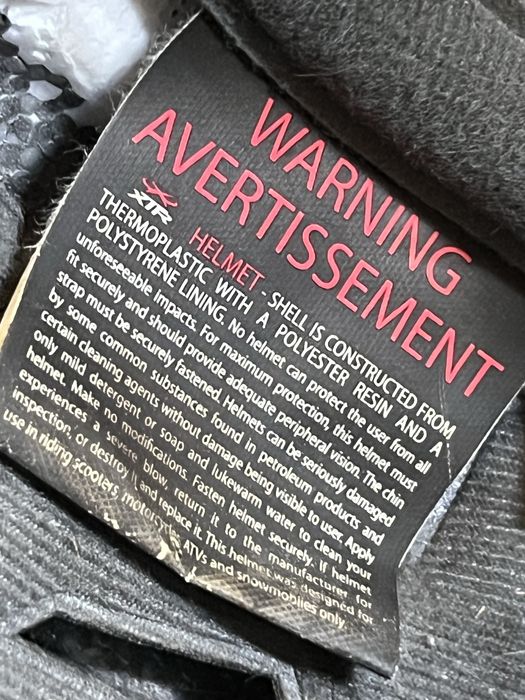 WARNING
AVERTISSEMENT
XTR
HELMET - SHELL IS CONSTRUCTED FROM
THERMOPLASTIC WITH A POLYESTER RESIN AND A
POLYSTYRENE LINING. No helmet can protect the user from all
unforeseeable impacts. For maximum protection, this helmet must
fit securely and should provide adequate peripheral vision. The chin
strap must be securely fastened. Helmets can be seriously damaged
by some common substances found in petroleum products and
certain cleaning agents without damage being visible to user. Apply
only mild detergent or soap and lukewarm water to clean your
helmet. Make no modifications. Fasten helmet securely. If helmet
experiences a severe blow, return it to the manufacturer for
inspection, or destroy it and replace it. This helmet was designed for
use in riding scooters, motorcycle, ATVs and snowmobiles only.